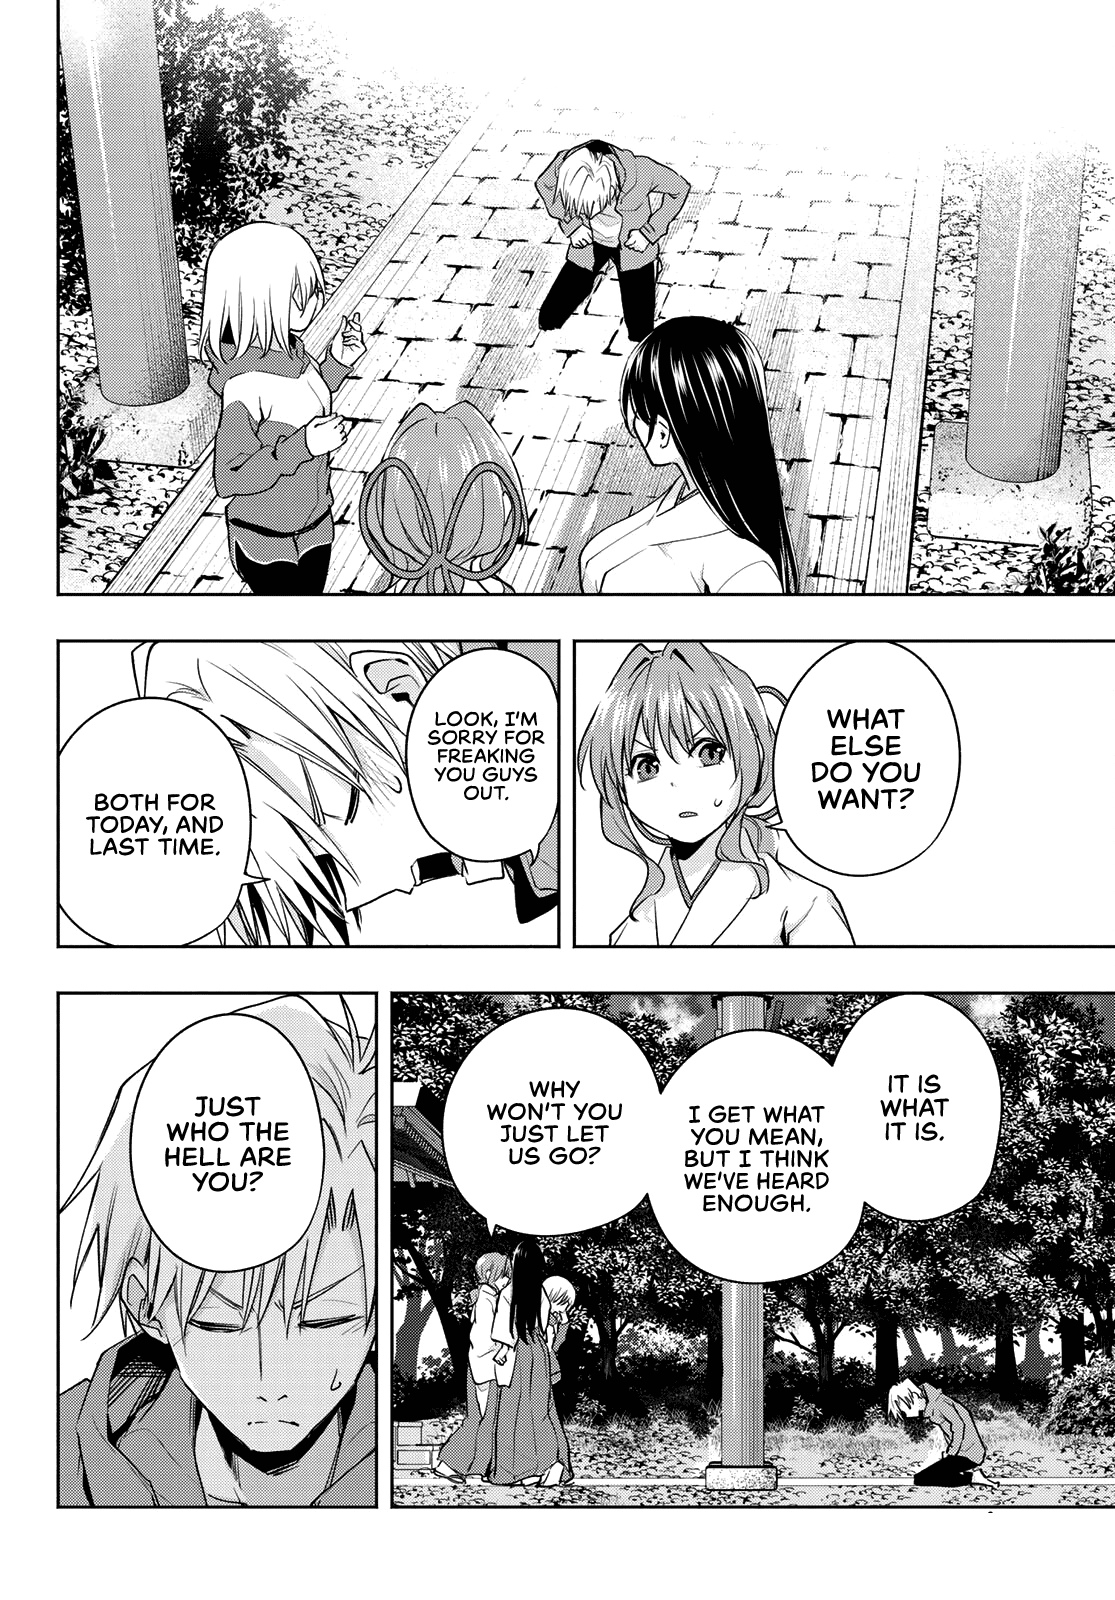 WHAT
ELSE
DO YOU
WANT?
LOOK, I'M
SORRY FOR
FREAKING
YOU GUYS
OUT.
BOTH FOR
TODAY, AND
LAST TIME.
IT IS
WHAT
IT IS.
I GET WHAT
YOU MEAN,
BUT I THINK
WE'VE HEARD
ENOUGH.
WHY
WON'T YOU
JUST LET
US GO?
JUST
WHO THE
HELL ARE
YOU?